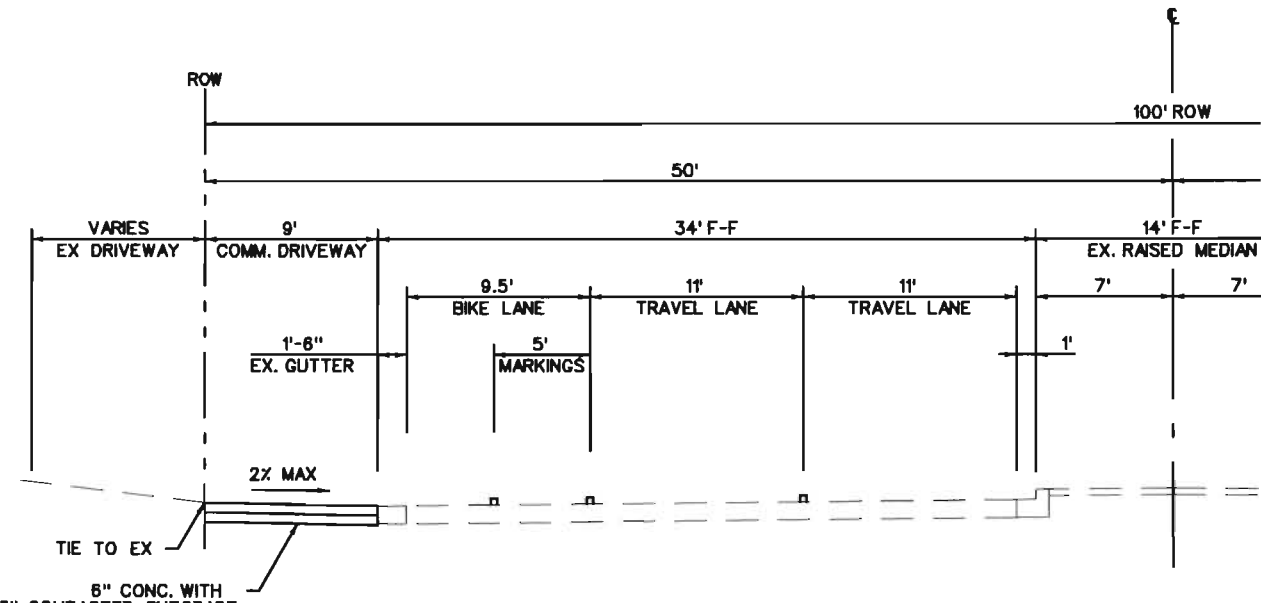 ℄
ROW
100' ROW
50'
VARIES
EX DRIVEWAY
9'
COMM. DRIVEWAY
34' F-F
14' F-F
EX. RAISED MEDIAN
9.5'
BIKE LANE
11'
TRAVEL LANE
11'
TRAVEL LANE
7'
7'
1'-6"
EX. GUTTER
5'
MARKINGS
1'
2% MAX
TIE TO EX
6" CONC. WITH